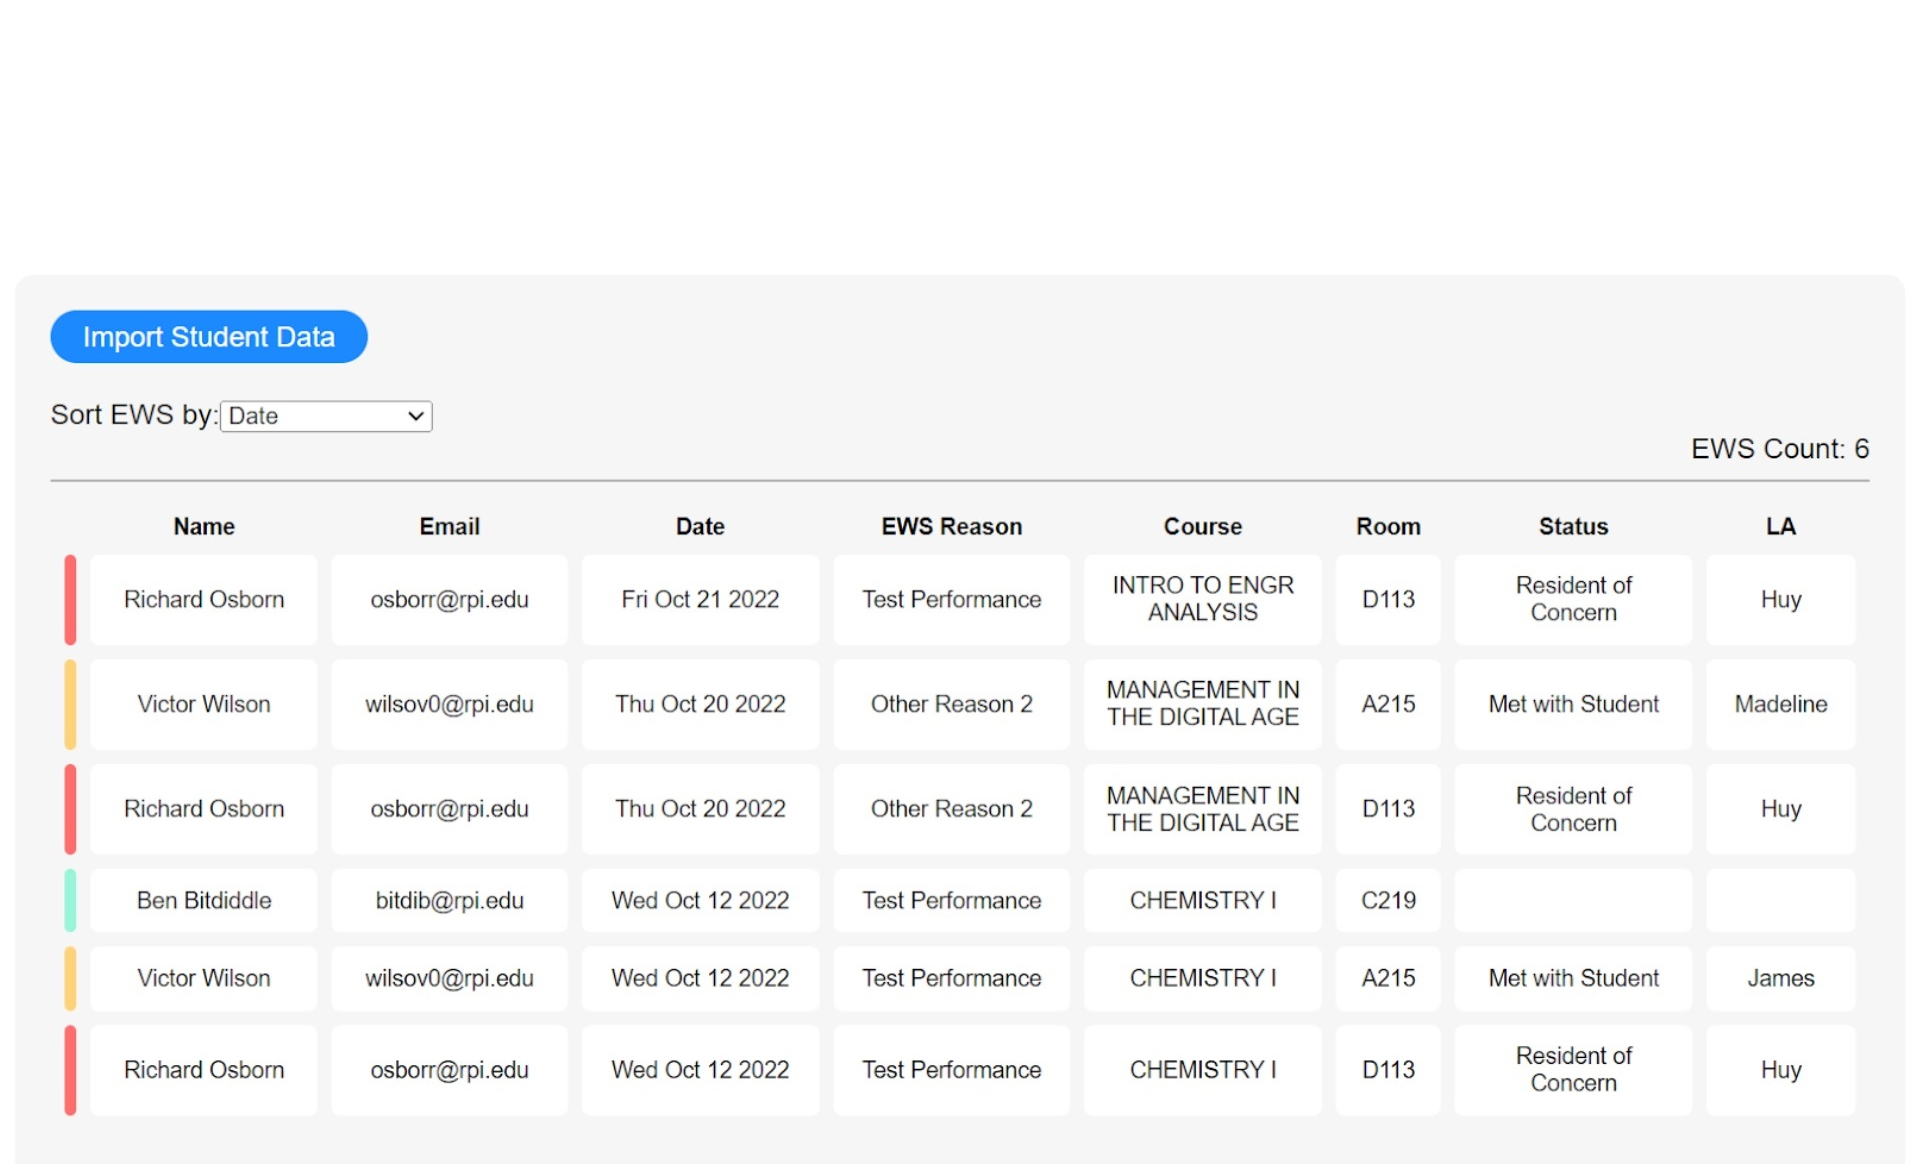 Import Student Data
Sort EWS by: Date
EWS Count: 6
Name Email Date EWS Reason Course Room Status LA
Richard Osborn osborr@rpi.edu Fri Oct 21 2022 Test Performance INTRO TO ENGR ANALYSIS D113 Resident of Concern Huy
Victor Wilson wilsov0@rpi.edu Thu Oct 20 2022 Other Reason 2 MANAGEMENT IN THE DIGITAL AGE A215 Met with Student Madeline
Richard Osborn osborr@rpi.edu Thu Oct 20 2022 Other Reason 2 MANAGEMENT IN THE DIGITAL AGE D113 Resident of Concern Huy
Ben Bitdiddle bitdib@rpi.edu Wed Oct 12 2022 Test Performance CHEMISTRY I C219
Victor Wilson wilsov0@rpi.edu Wed Oct 12 2022 Test Performance CHEMISTRY I A215 Met with Student James
Richard Osborn osborr@rpi.edu Wed Oct 12 2022 Test Performance CHEMISTRY I D113 Resident of Concern Huy